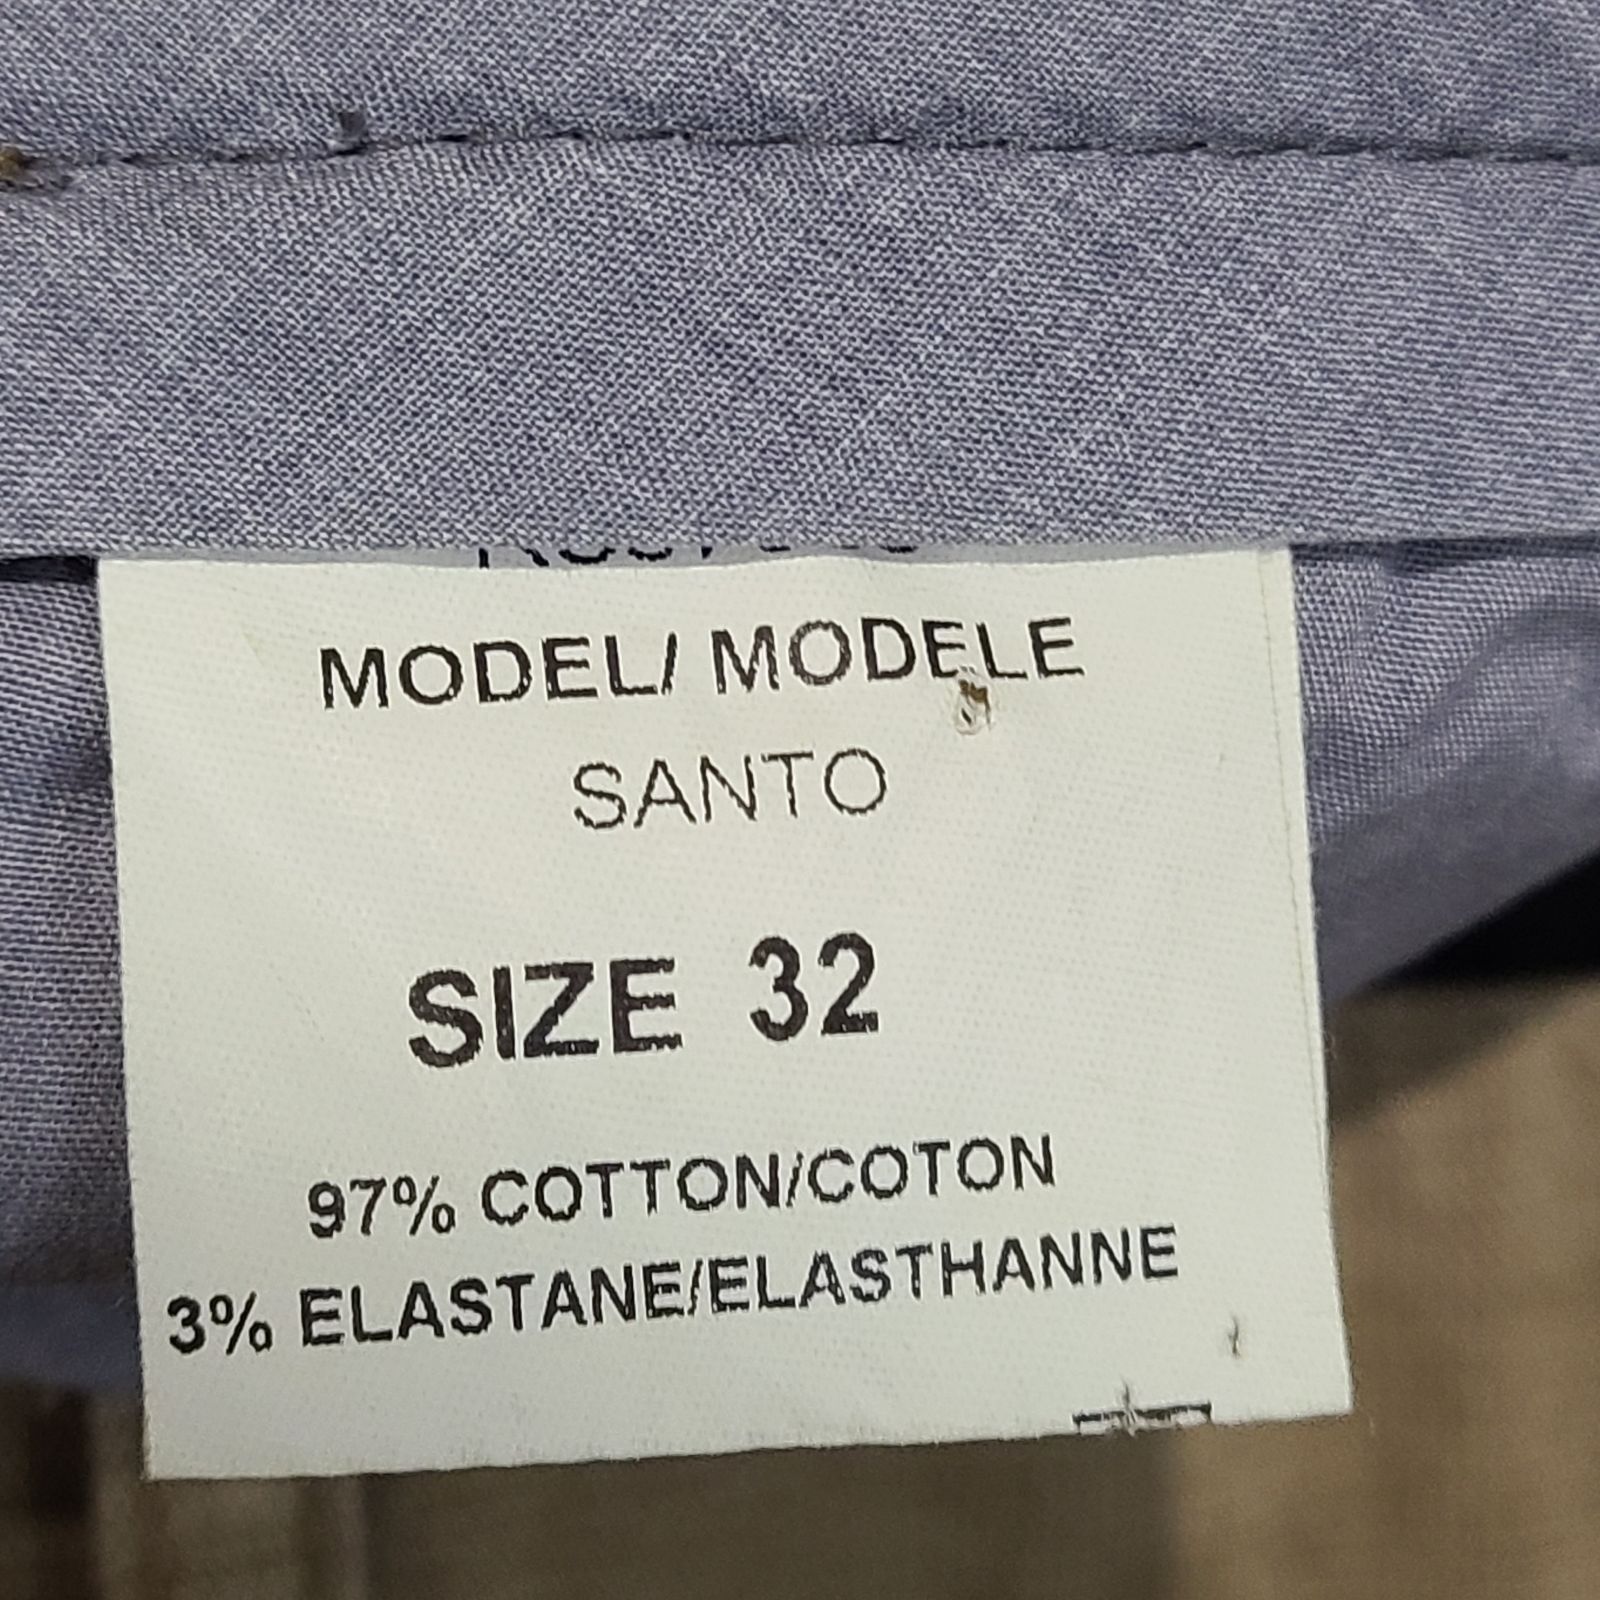 MODEL/ MODELE
SANTO
SIZE 32
97% COTTON/COTON
3% ELASTANE/ELASTHANNE